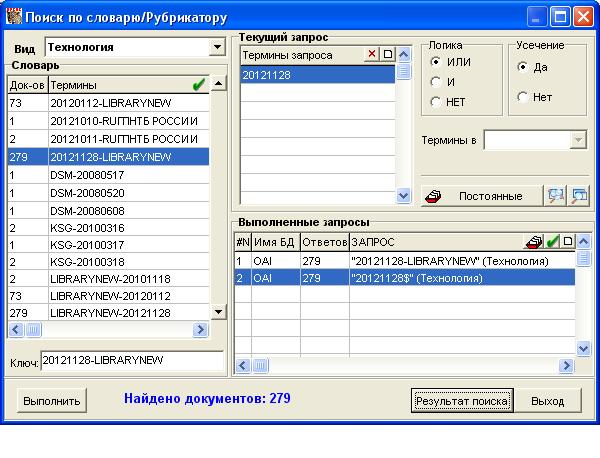 Поиск по словарю/Рубрикатору
Вид Технология
Словарь
Док-ов Термины
73 20120112-LIBRARYNEW
1 20121010-RUГПНТБ РОССИИ
2 20121011-RUГПНТБ РОССИИ
279 20121128-LIBRARYNEW
1 DSM-20080517
1 DSM-20080520
1 DSM-20080608
2 KSG-20100316
1 KSG-20100317
2 KSG-20100318
2 LIBRARYNEW-20101118
73 LIBRARYNEW-20120112
279 LIBRARYNEW-20121128
Ключ: 20121128-LIBRARYNEW
Текущий запрос
Термины запроса
20121128
Логика
ИЛИ
И
НЕТ
Усечение
Да
Нет
Термины в
Постоянные
Выполненные запросы
#N Имя БД Ответов ЗАПРОС
1 OAI 279 "20121128-LIBRARYNEW" (Технология)
2 OAI 279 "20121128$" (Технология)
Выполнить
Найдено документов: 279
Результат поиска
Выход